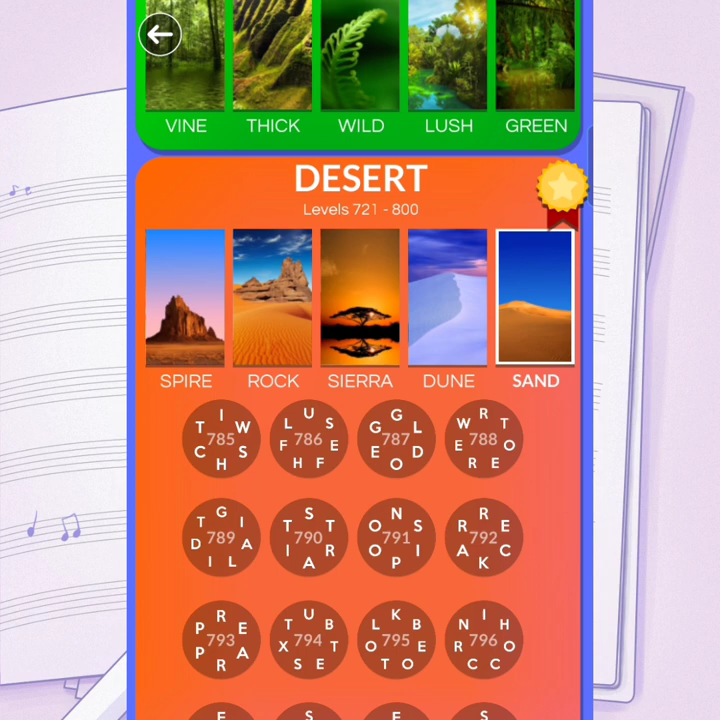 VINE THICK WILD LUSH GREEN
DESERT
Levels 721 - 800
SPIRE ROCK SIERRA DUNE SAND
T I W C H S 785
L U S F E H F 786
G G L E O D 787
W R T E O R E 788
T G I D A I L 789
T S T I R A 790
O N S O I P 791
R R E A C K 792
P R E P A R 793
T U B X T S E 794
L K B O E T O 795
N I H R O C C 796
E S E S